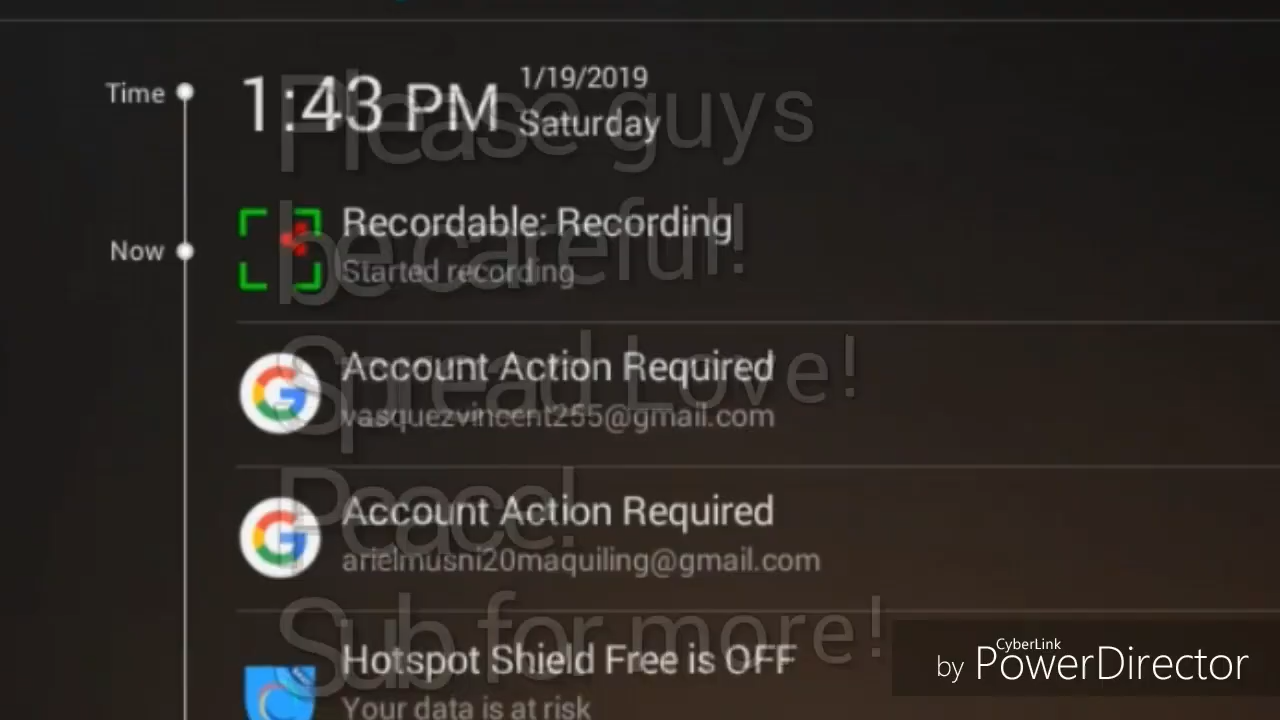 Time
1:43 PM
1/19/2019
Saturday
Please guys
Now
Recordable: Recording
be careful!
Started recording
Account Action Required
Spread Love!
vasquezvincent255@gmail.com
Peace!
Account Action Required
arielmusni20maquiling@gmail.com
Sub for more!
Hotspot Shield Free is OFF
Your data is at risk
by CyberLink PowerDirector